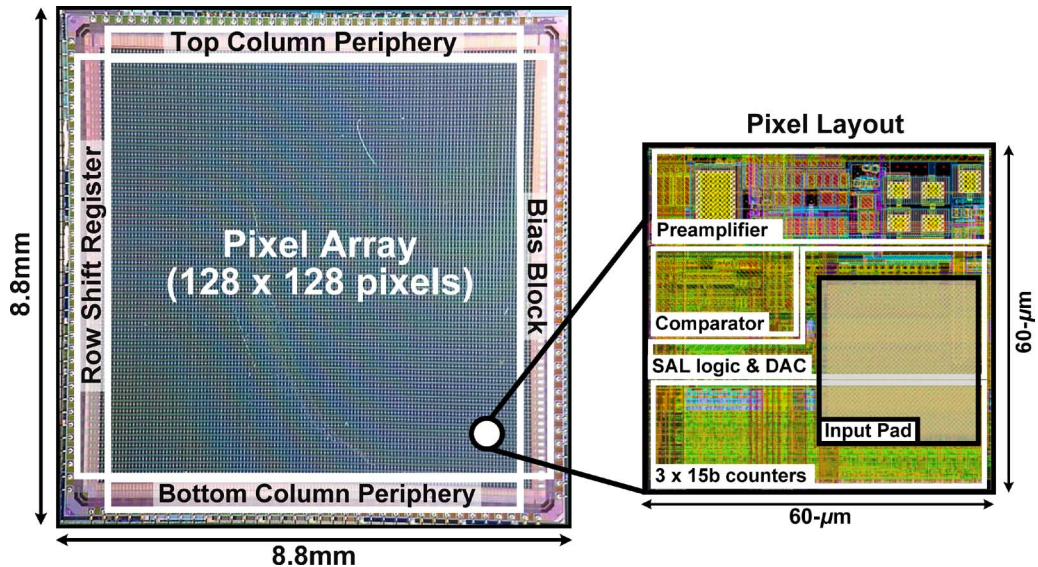 Top Column Periphery
Row Shift Register
Pixel Array
(128 x 128 pixels)
Bias Block
Bottom Column Periphery
8.8mm
8.8mm
Pixel Layout
Preamplifier
Comparator
SAL logic & DAC
Input Pad
3 x 15b counters
60-µm
60-µm